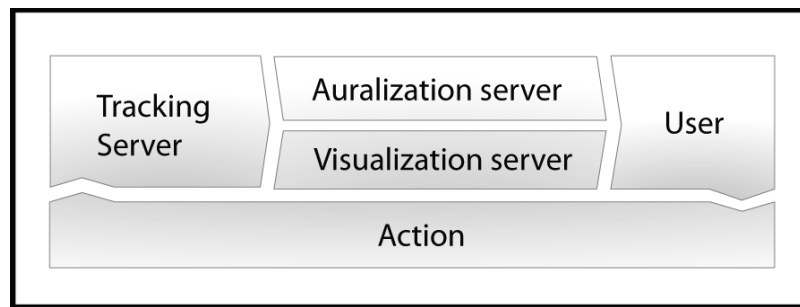 Tracking
Server
Auralization server
Visualization server
User
Action